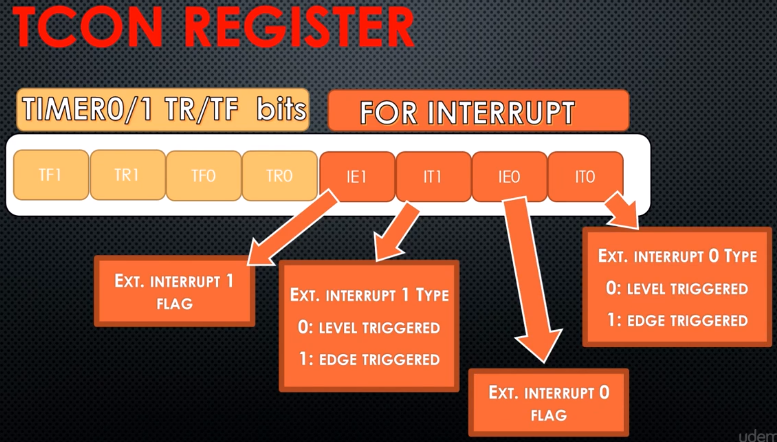 TCON REGISTER
TIMER0/1 TR/TF bits
FOR INTERRUPT
TF1 TR1 TF0 TR0 IE1 IT1 IE0 IT0
EXT. INTERRUPT 1
FLAG
EXT. INTERRUPT 1 TYPE
0: LEVEL TRIGGERED
1: EDGE TRIGGERED
EXT. INTERRUPT 0
FLAG
EXT. INTERRUPT 0 TYPE
0: LEVEL TRIGGERED
1: EDGE TRIGGERED